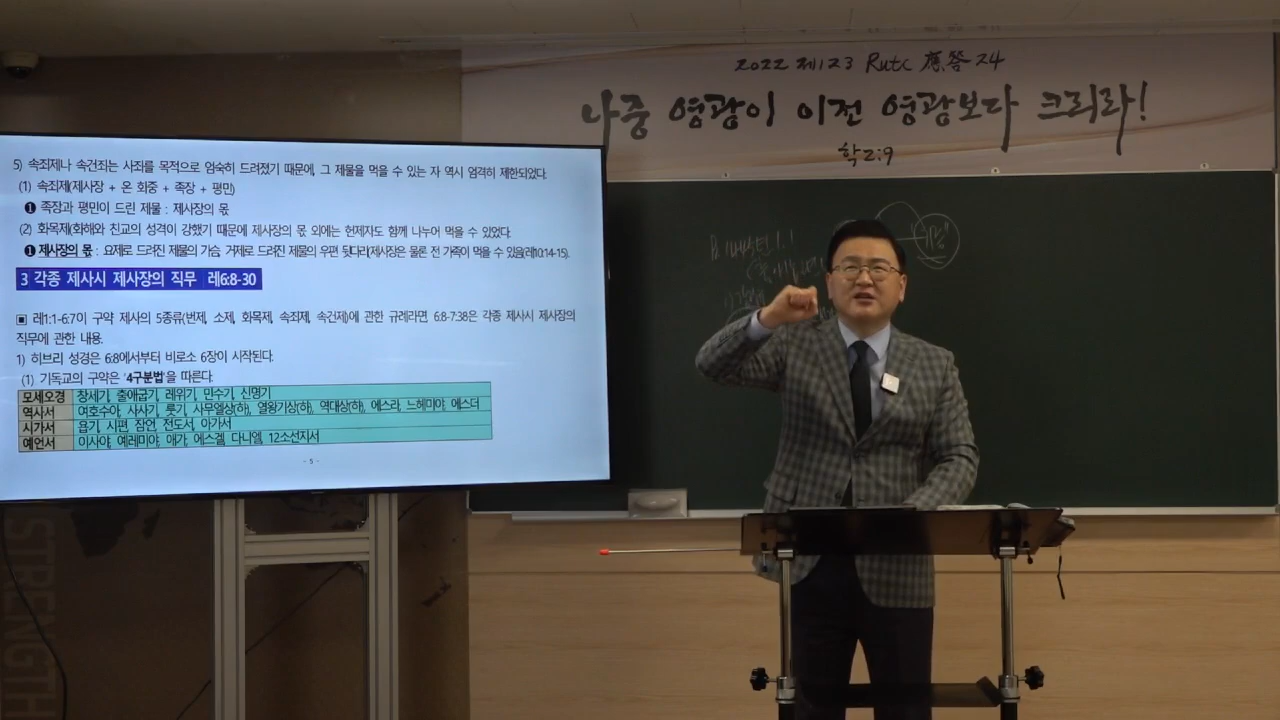 2022 제123 Rutc 應答 24
나중 영광이 이전 영광보다 크리라!
학2:9
5) 속죄제나 속건죄는 사죄를 목적으로 엄숙히 드려졌기 때문에, 그 제물을 먹을 수 있는 자 역시 엄격히 제한되었다.
(1) 속죄제(제사장 + 온 회중 + 족장 + 평민)
❶ 족장과 평민이 드린 제물 : 제사장의 몫
(2) 화목제(화해와 친교의 성격이 강했기 때문에 제사장의 몫 외에는 헌제자도 함께 나누어 먹을 수 있었다.
❶ 제사장의 몫 : 요제로 드려진 제물의 가슴, 거제로 드려진 제물의 우편 뒷다리(제사장은 물론 전 가족이 먹을 수 있음(레10:14-15).
3 각종 제사시 제사장의 직무 레6:8-30
▣ 레1:1-6:7이 구약 제사의 5종류(번제, 소제, 화목제, 속죄제, 속건제)에 관한 규례라면 6:8-7:38은 각종 제사시 제사장의
직무에 관한 내용.
1) 히브리 성경은 6:8에서부터 비로소 6장이 시작된다.
(1) 기독교의 구약은 '4구분법'을 따른다.
모세오경 창세기, 출애굽기, 레위기, 민수기, 신명기
역사서 여호수아, 사사기, 룻기, 사무엘상(하), 열왕기상(하), 역대상(하), 에스라, 느헤미야, 에스더
시가서 욥기, 시편, 잠언, 전도서, 아가서
예언서 이사야, 예레미야, 애가, 에스겔, 다니엘, 12소선지서
- 5 -
STRENGTH